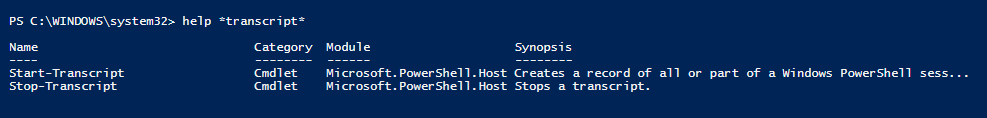 PS C:\WINDOWS\system32> help *transcript*
Name Category Module Synopsis
---- -------- ------ --------
Start-Transcript Cmdlet Microsoft.PowerShell.Host Creates a record of all or part of a Windows PowerShell sess...
Stop-Transcript Cmdlet Microsoft.PowerShell.Host Stops a transcript.